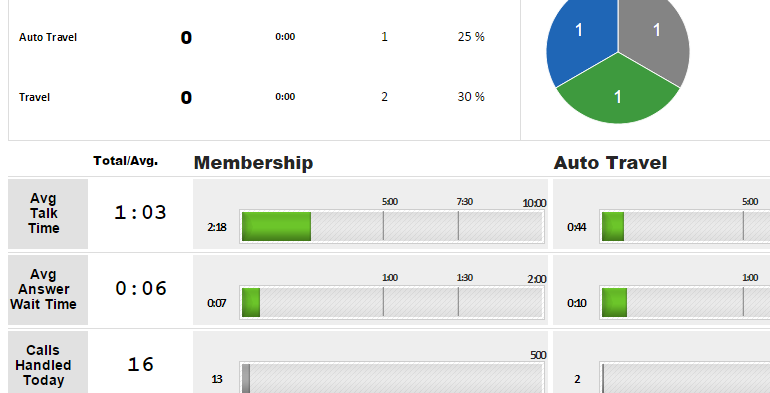 Auto Travel 0 0:00 1 25 %
Travel 0 0:00 2 30 %
1 1
1
Total/Avg. Membership Auto Travel
Avg Talk Time 1:03
2:18 5:00 7:30 10:00
0:44 5:00
Avg Answer Wait Time 0:06
0:07 1:00 1:30 2:00
0:10 1:00
Calls Handled Today 16
13 500
2